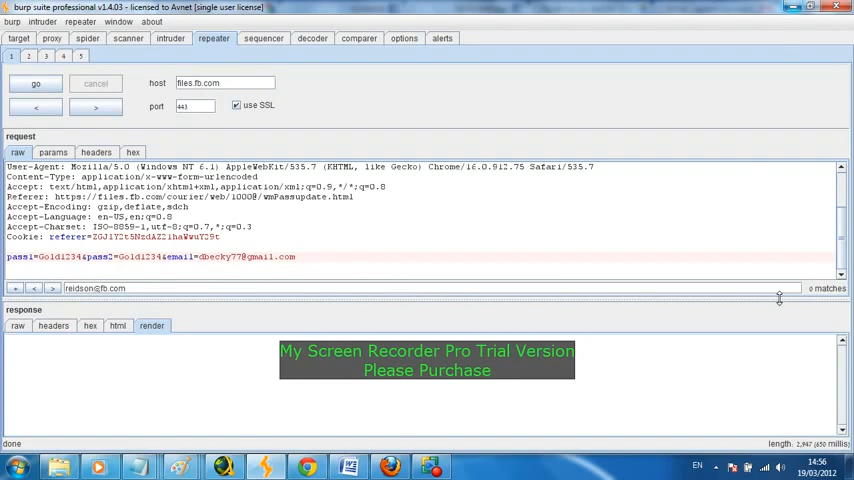 burp suite professional v1.4.03 - licensed to Avnet [single user license]
burp intruder repeater window about
target proxy spider scanner intruder repeater sequencer decoder comparer options alerts
1 2 3 4 5
go cancel host files.fb.com
< > port 443 use SSL
request
raw params headers hex
User-Agent: Mozilla/5.0 (Windows NT 6.1) AppleWebKit/535.7 (KHTML, like Gecko) Chrome/16.0.912.75 Safari/535.7
Content-Type: application/x-www-form-urlencoded
Accept: text/html,application/xhtml+xml,application/xml;q=0.9,*/*;q=0.8
Referer: https://files.fb.com/courier/web/1000@/wmPassupdate.html
Accept-Encoding: gzip,deflate,sdch
Accept-Language: en-US,en;q=0.8
Accept-Charset: ISO-8859-1,utf-8;q=0.7,*;q=0.3
Cookie: referer=
pass1=Gold1234&pass2=Gold1234&email=dbecky77@gmail.com
+ < > reidson@fb.com 0 matches
response
raw headers hex html render
My Screen Recorder Pro Trial Version
Please Purchase
done length: 2,947 (650 millis)
EN 14:56
19/03/2012